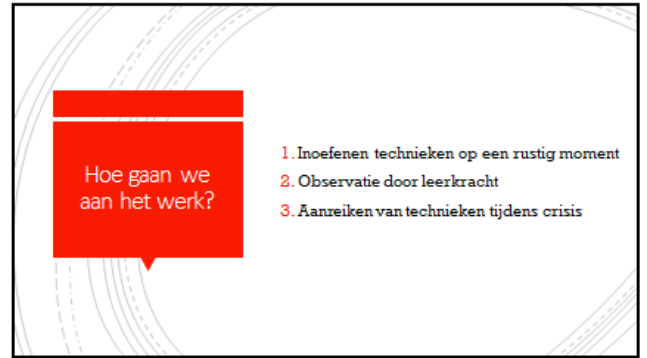 Hoe gaan we
aan het werk?
1. Inoefenen technieken op een rustig moment
2. Observatie door leerkracht
3. Aanreiken van technieken tijdens crisis